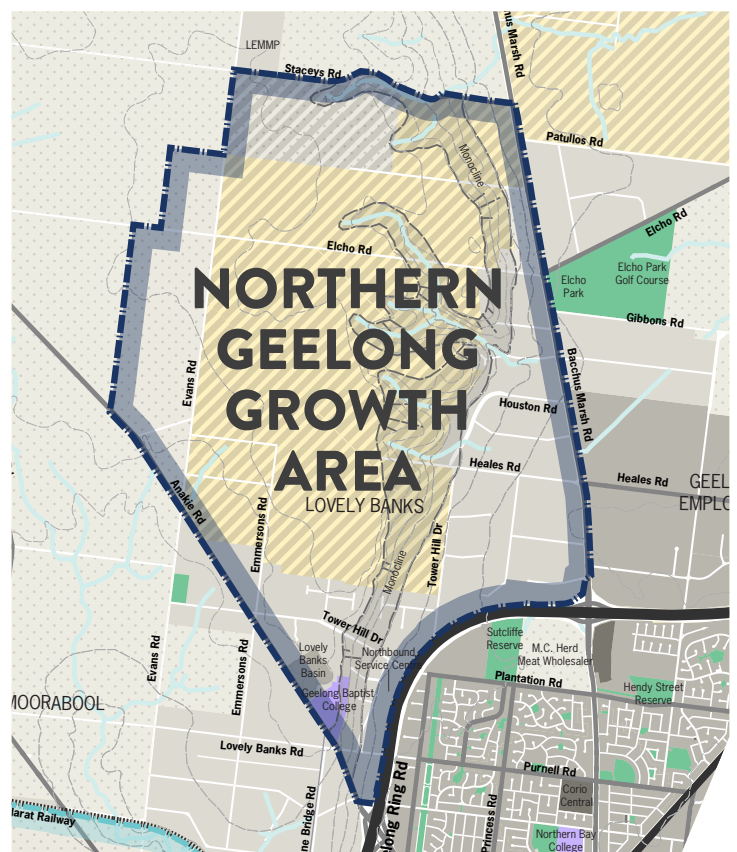 LEMMP
Staceys Rd
hus Marsh Rd
Patullos Rd
Monocline
Elcho Rd
Elcho Rd
Elcho Park
Golf Course
Elcho
Park
Gibbons Rd
NORTHERN
GEELONG
GROWTH
AREA
LOVELY BANKS
Evans Rd
Bacchus Marsh Rd
Houston Rd
Heales Rd
Heales Rd
GEEL
EMPLO
Anakie Rd
Emmersons Rd
Tower Hill Dr
Monocline
Tower Hill Dr
Evans Rd
Emmersons Rd
Lovely
Banks
Basin
Northbound
Service Centre
Sutcliffe
Reserve
M.C. Herd
Meat Wholesaler
Plantation Rd
Hendy Street
Reserve
Geelong Baptist
College
MOORABOOL
Lovely Banks Rd
Purnell Rd
Corio
Central
larat Railway
ne Bridge Rd
long Ring Rd
Princess Rd
Northern Bay
College